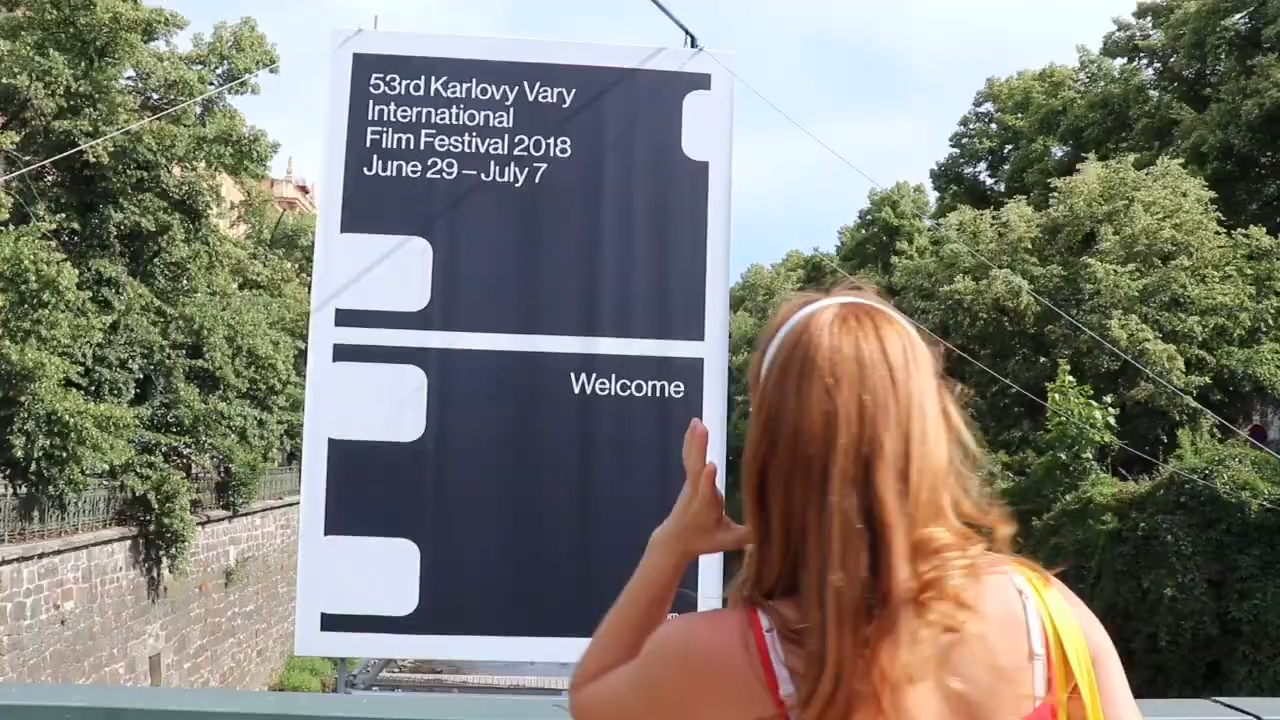 53rd Karlovy Vary
International
Film Festival 2018
June 29 – July 7
Welcome